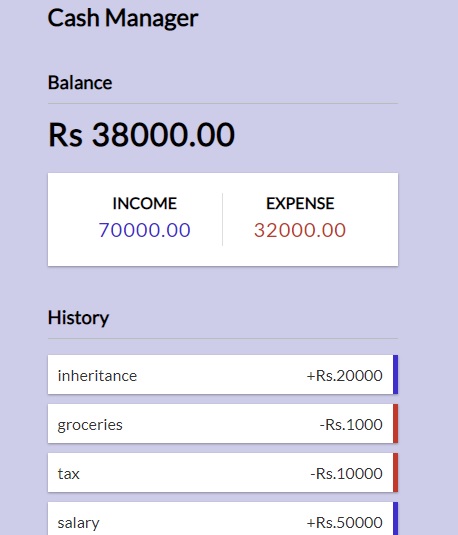 Cash Manager
Balance
Rs 38000.00
INCOME EXPENSE
70000.00 32000.00
History
inheritance +Rs.20000
groceries -Rs.1000
tax -Rs.10000
salary +Rs.50000